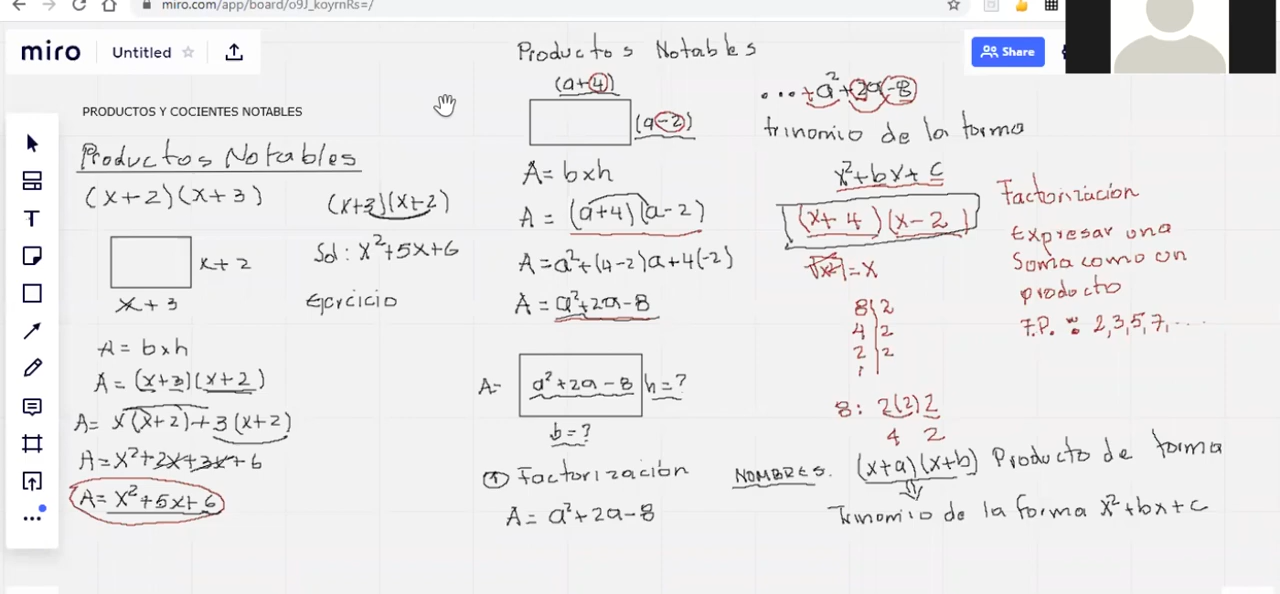 miro.com/app/board/o9J_koyrnRs=/
miro
Untitled
Share
PRODUCTOS Y COCIENTES NOTABLES
Productos Notables
(x+2)(x+3)
x+2
x+3
A=bxh
A=(x+3)(x+2)
A=x(x+2)+3(x+2)
A=x²+2x+3x+6
A=x²+5x+6
(x+3)(x+2)
Sol: x²+5x+6
Ejercicio
Productos Notables
(a+4)
(a-2)
A=bxh
A=(a+4)(a-2)
A=a²+(4-2)a+4(-2)
A=a²+2a-8
A=
a²+2a-8
h=?
b=?
① Factorización
A=a²+2a-8
...+a²+2a-8
trinomio de la forma
x²+bx+c
(x+4)(x-2)
√x²=x
8|2
4|2
2|2
1
8: 2(2)2
4 2
Factorización
Expresar una
Soma como un
producto
F.P. : 2,3,5,7,...
NOMBRES. (x+a)(x+b) Producto de forma
Trinomio de la forma x²+bx+c